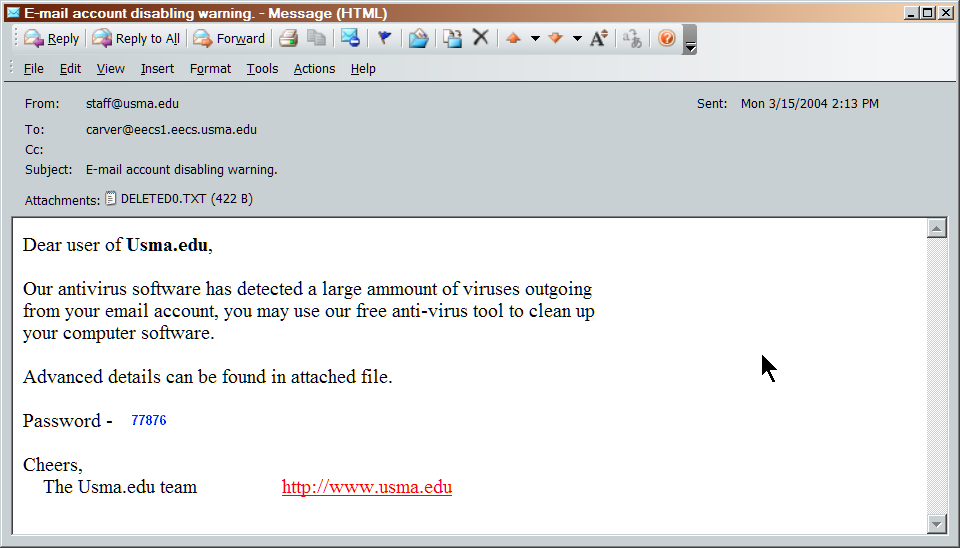 E-mail account disabling warning. - Message (HTML)
Reply Reply to All Forward
File Edit View Insert Format Tools Actions Help
From: staff@usma.edu Sent: Mon 3/15/2004 2:13 PM
To: carver@eecs1.eecs.usma.edu
Cc:
Subject: E-mail account disabling warning.
Attachments: DELETED0.TXT (422 B)
Dear user of Usma.edu,
Our antivirus software has detected a large ammount of viruses outgoing
from your email account, you may use our free anti-virus tool to clean up
your computer software.
Advanced details can be found in attached file.
Password - 77876
Cheers,
The Usma.edu team http://www.usma.edu